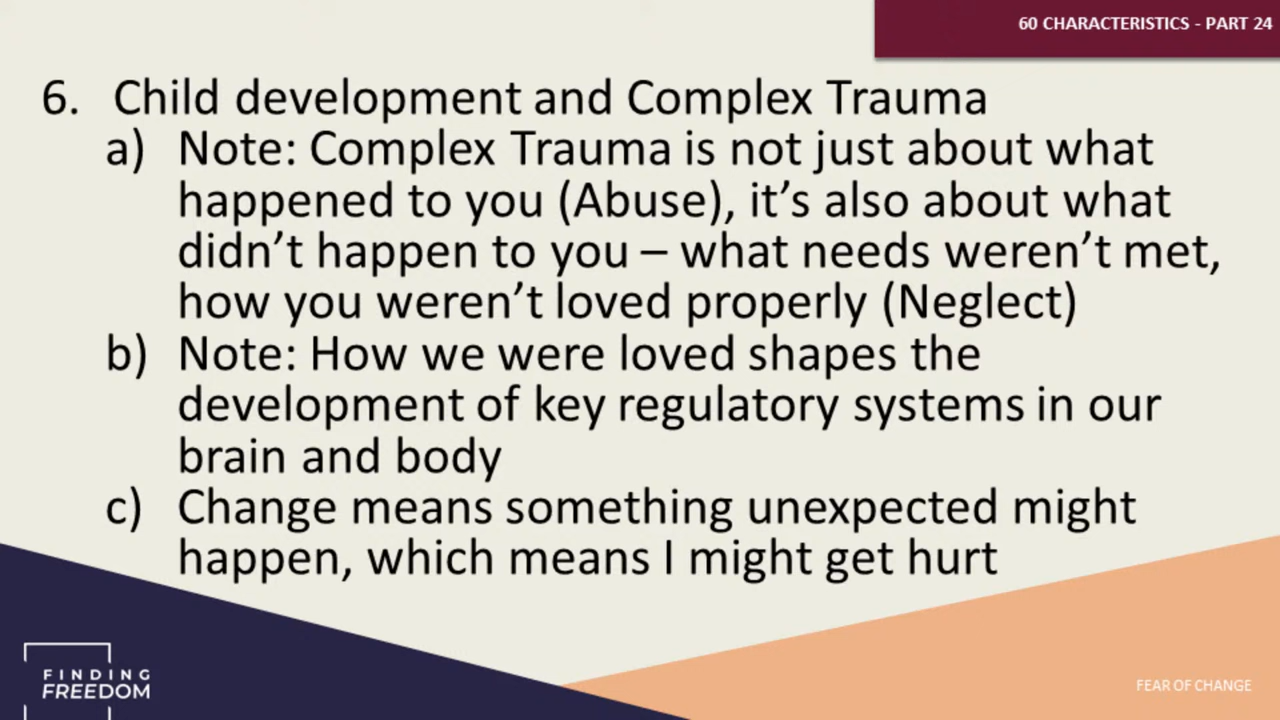 60 CHARACTERISTICS - PART 24
6. Child development and Complex Trauma
a) Note: Complex Trauma is not just about what
happened to you (Abuse), it’s also about what
didn’t happen to you – what needs weren’t met,
how you weren’t loved properly (Neglect)
b) Note: How we were loved shapes the
development of key regulatory systems in our
brain and body
c) Change means something unexpected might
happen, which means I might get hurt
FINDING
FREEDOM
FEAR OF CHANGE